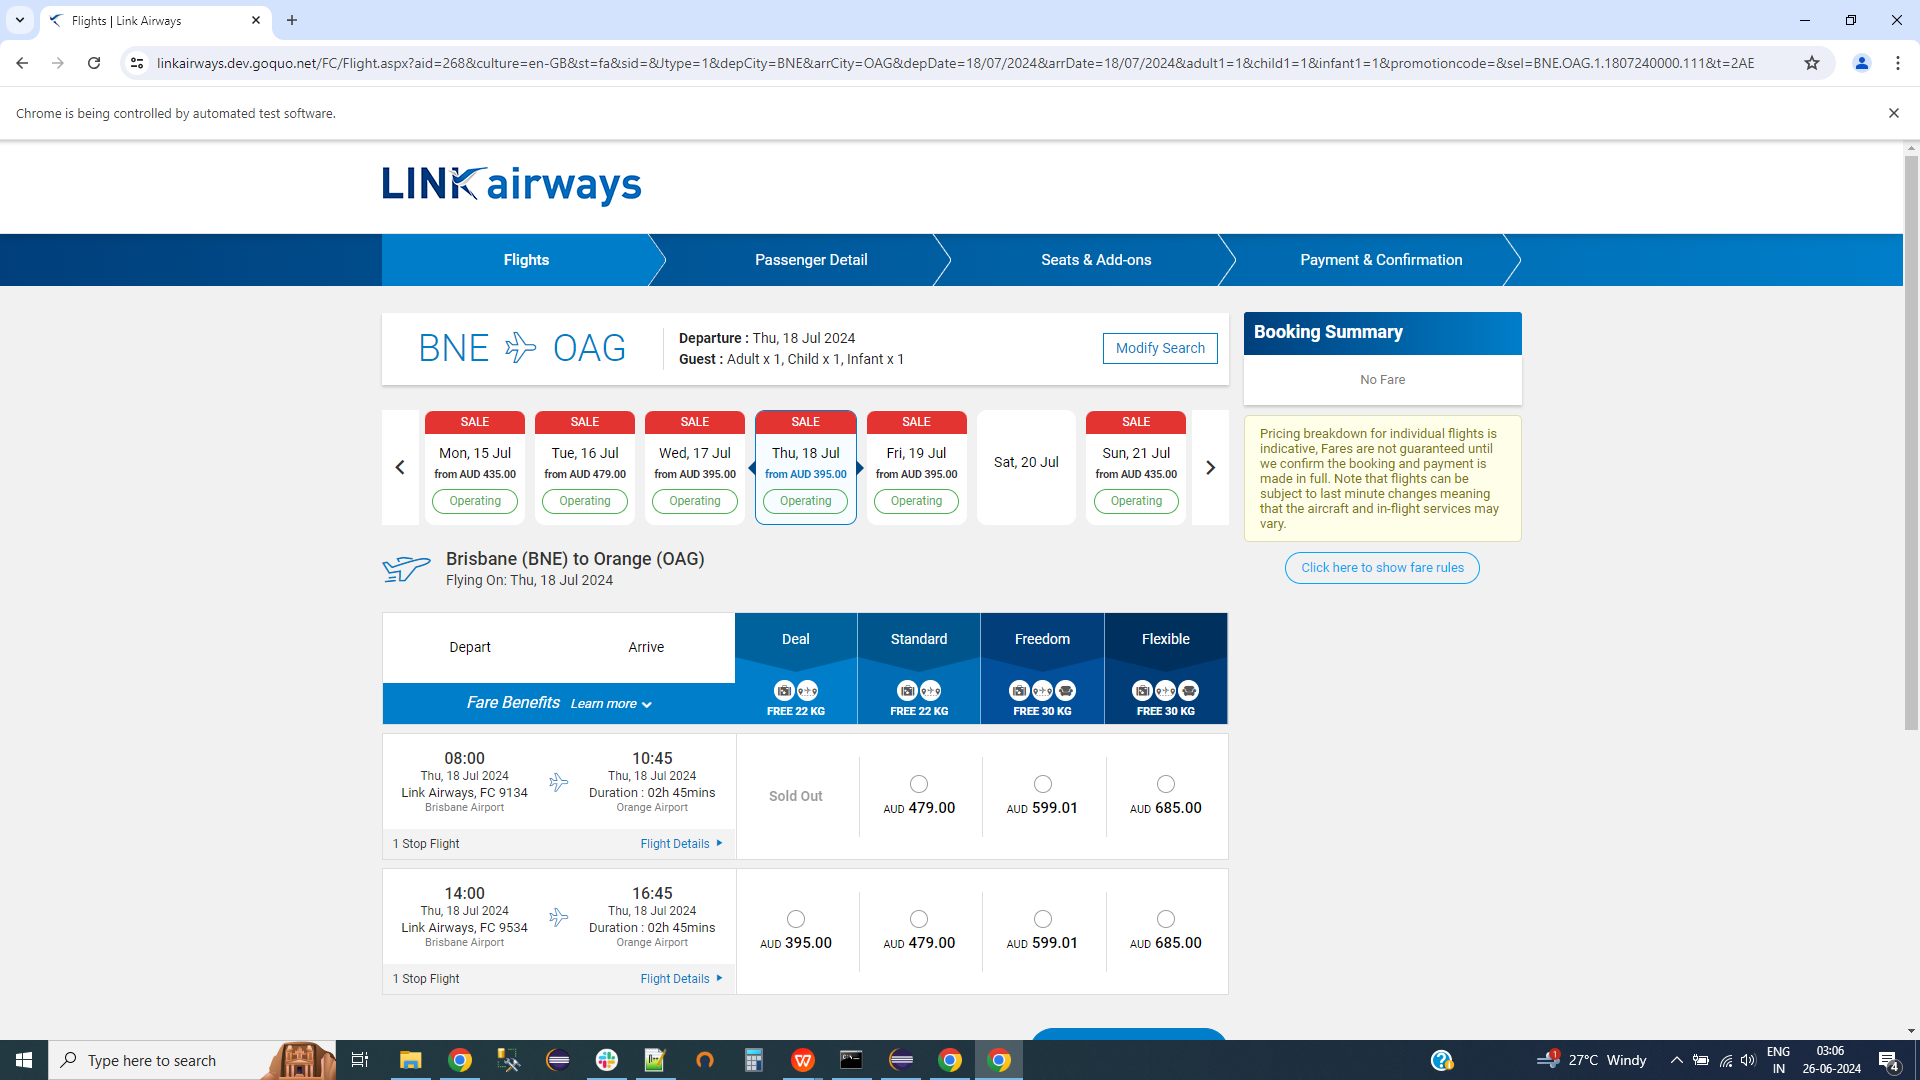 Flights | Link Airways
linkairways.dev.goquo.net/FC/Flight.aspx?aid=268&culture=en-GB&st=fa&sid=&Jtype=1&depCity=BNE&arrCity=OAG&depDate=18/07/2024&arrDate=18/07/2024&adult1=1&child1=1&infant1=1&promotioncode=&sel=BNE.OAG.1.1807240000.111&t=2AE
Chrome is being controlled by automated test software.
LINK airways
Flights
Passenger Detail
Seats & Add-ons
Payment & Confirmation
BNE OAG
Departure : Thu, 18 Jul 2024
Guest : Adult x 1, Child x 1, Infant x 1
Modify Search
Booking Summary
No Fare
SALE SALE SALE SALE SALE SALE
Mon, 15 Jul Tue, 16 Jul Wed, 17 Jul Thu, 18 Jul Fri, 19 Jul Sat, 20 Jul Sun, 21 Jul
from AUD 435.00 from AUD 479.00 from AUD 395.00 from AUD 395.00 from AUD 395.00 from AUD 435.00
Operating Operating Operating Operating Operating Operating
Pricing breakdown for individual flights is
indicative, Fares are not guaranteed until
we confirm the booking and payment is
made in full. Note that flights can be
subject to last minute changes meaning
that the aircraft and in-flight services may
vary.
Click here to show fare rules
Brisbane (BNE) to Orange (OAG)
Flying On: Thu, 18 Jul 2024
Depart Arrive Deal Standard Freedom Flexible
Fare Benefits Learn more
FREE 22 KG FREE 22 KG FREE 30 KG FREE 30 KG
08:00 10:45
Thu, 18 Jul 2024 Thu, 18 Jul 2024
Link Airways, FC 9134 Duration : 02h 45mins
Brisbane Airport Orange Airport
1 Stop Flight Flight Details
Sold Out AUD 479.00 AUD 599.01 AUD 685.00
14:00 16:45
Thu, 18 Jul 2024 Thu, 18 Jul 2024
Link Airways, FC 9534 Duration : 02h 45mins
Brisbane Airport Orange Airport
1 Stop Flight Flight Details
AUD 395.00 AUD 479.00 AUD 599.01 AUD 685.00
Type here to search
1
27°C Windy
ENG
IN
03:06
26-06-2024
4